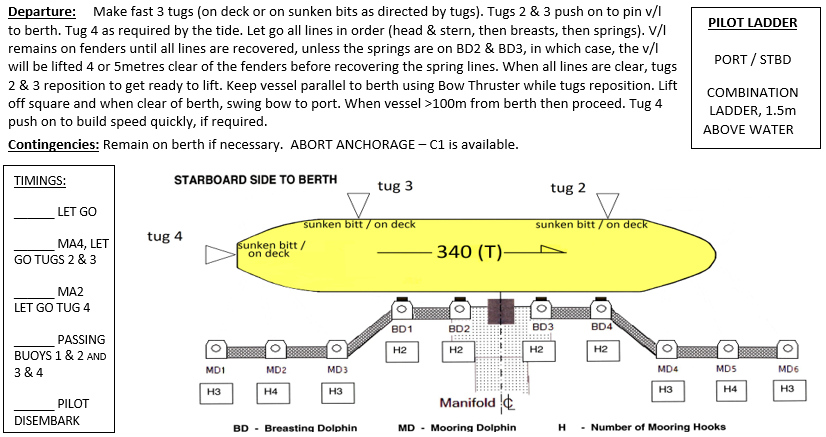 Departure: Make fast 3 tugs (on deck or on sunken bits as directed by tugs). Tugs 2 & 3 push on to pin v/l
to berth. Tug 4 as required by the tide. Let go all lines in order (head & stern, then breasts, then springs). V/l
remains on fenders until all lines are recovered, unless the springs are on BD2 & BD3, in which case, the v/l
will be lifted 4 or 5metres clear of the fenders before recovering the spring lines. When all lines are clear, tugs
2 & 3 reposition to get ready to lift. Keep vessel parallel to berth using Bow Thruster while tugs reposition. Lift
off square and when clear of berth, swing bow to port. When vessel >100m from berth then proceed. Tug 4
push on to build speed quickly, if required.
Contingencies: Remain on berth if necessary. ABORT ANCHORAGE – C1 is available.
PILOT LADDER
PORT / STBD
COMBINATION
LADDER, 1.5m
ABOVE WATER
TIMINGS:
______ LET GO
______ MA4, LET
GO TUGS 2 & 3
______ MA2
LET GO TUG 4
______ PASSING
BUOYS 1 & 2 AND
3 & 4
______ PILOT
DISEMBARK
STARBOARD SIDE TO BERTH
tug 3
tug 2
tug 4
sunken bitt / on deck
sunken bitt / on deck
sunken bitt /
on deck
340 (T)
BD1
BD2
BD3
BD4
H2
H2
H2
H2
MD1
MD2
MD3
MD4
MD5
MD6
H3
H4
H3
H3
H4
H3
Manifold ℄
BD - Breasting Dolphin MD - Mooring Dolphin H - Number of Mooring Hooks